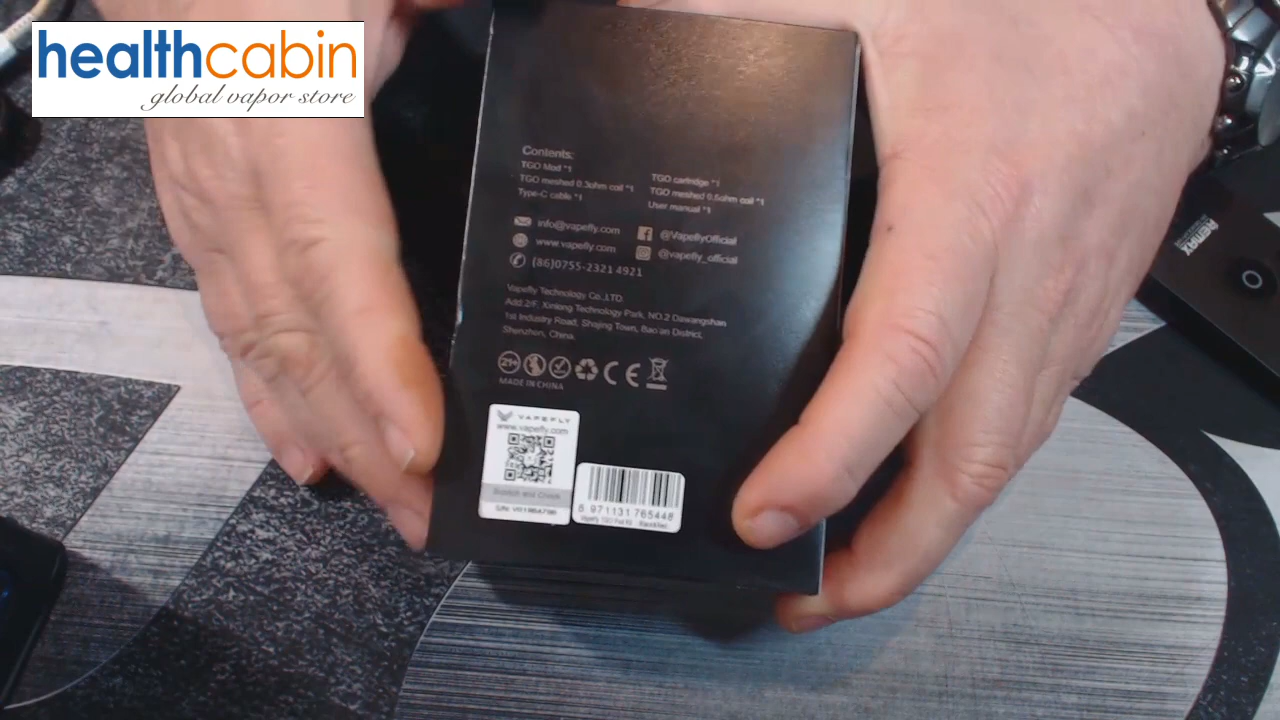 healthcabin
global vapor store
Contents:
TGO Mod *1
TGO cartridge *1
TGO meshed 0.3ohm coil *1
TGO meshed 0.5ohm coil *1
Type-C cable *1
User manual *1
info@vapefly.com
@VapeflyOfficial
www.vapefly.com
@vapefly_official
(86)0755-2321 4921
Vapefly Technology Co.,LTD.
Add:2/F, Xinlong Technology Park, NO.2 Dawangshan
1st Industry Road, Shajing Town, Bao'an District,
Shenzhen, China.
21+
CE
MADE IN CHINA
VAPEFLY
www.vapefly.com
Scratch and Check
6 971131 765448